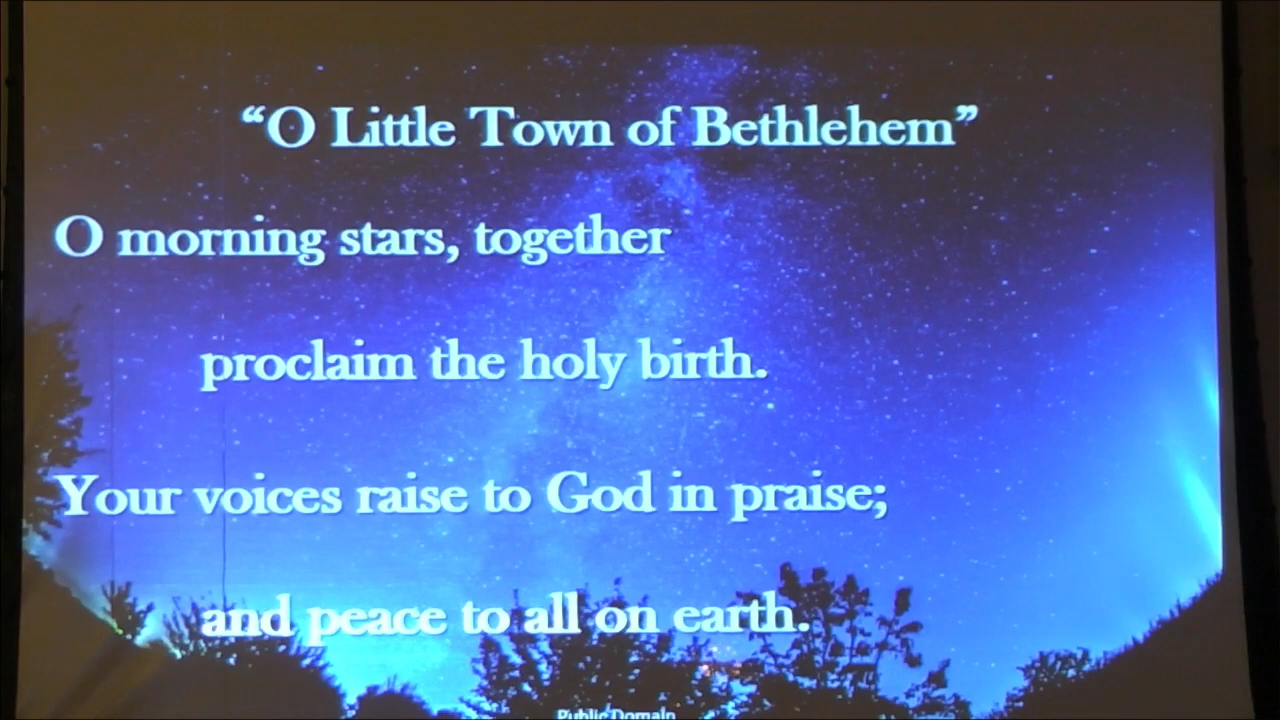 “O Little Town of Bethlehem”
O morning stars, together
proclaim the holy birth.
Your voices raise to God in praise;
and peace to all on earth.
Public Domain